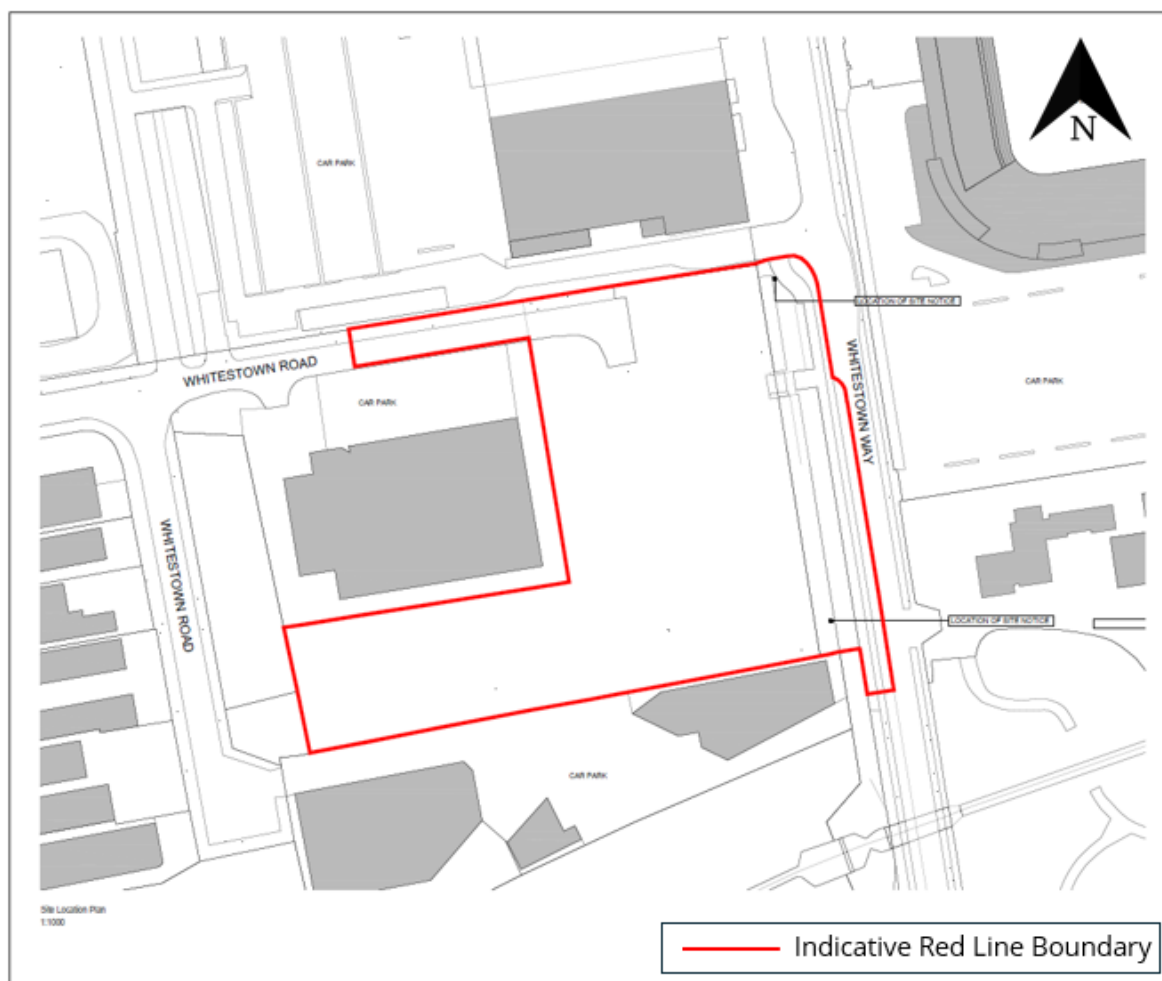 CAR PARK
N
LOCATION OF SITE NOTICE
WHITESTOWN ROAD
WHITESTOWN WAY
CAR PARK
CAR PARK
WHITESTOWN ROAD
LOCATION OF SITE NOTICE
CAR PARK
Site Location Plan
1:1000
Indicative Red Line Boundary